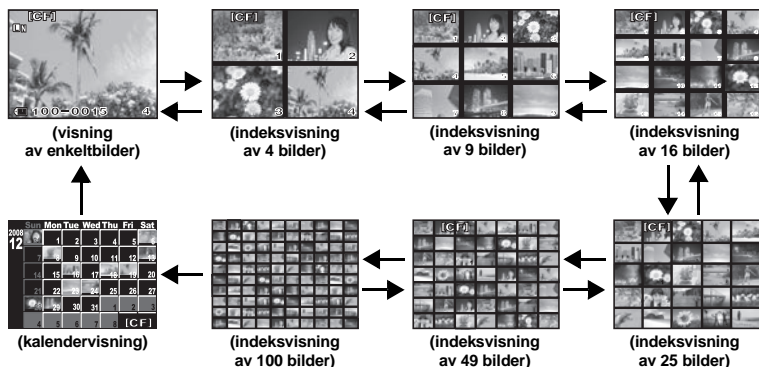 [CF]
LN
100-0015 4
(visning
av enkeltbilder)
[CF]
1 2
3 4
(indeksvisning
av 4 bilder)
[CF]
(indeksvisning
av 9 bilder)
[CF]
(indeksvisning
av 16 bilder)
2008
12
Sun Mon Tue Wed Thu Fri Sat
1 2 3 4 5 6
7 8 9 10 11 12 13
14 15 16 17 18 19 20
21 22 23 24 25 26 27
28 29 30 31 1 2 3
4 5 6 7 8 [CF]
(kalendervisning)
(indeksvisning
av 100 bilder)
[CF]
(indeksvisning
av 49 bilder)
[CF]
(indeksvisning
av 25 bilder)